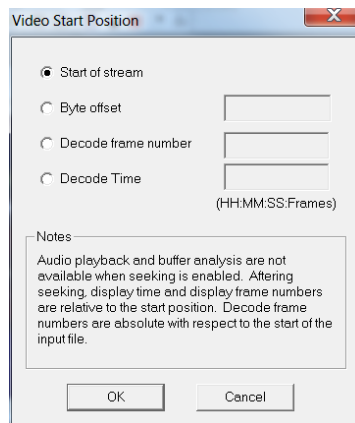 Video Start Position
Start of stream
Byte offset
Decode frame number
Decode Time
(HH:MM:SS:Frames)
Notes
Audio playback and buffer analysis are not
available when seeking is enabled. Aftering
seeking, display time and display frame numbers
are relative to the start position. Decode frame
numbers are absolute with respect to the start of the
input file.
OK
Cancel